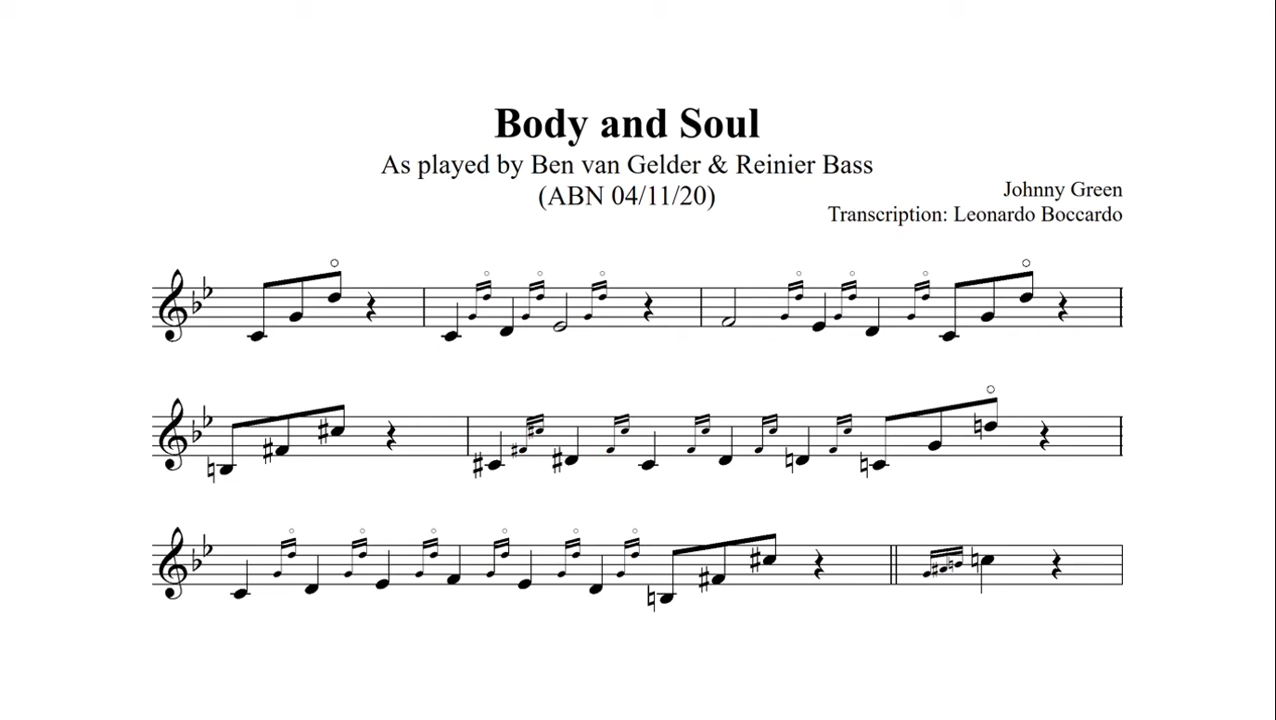 Body and Soul
As played by Ben van Gelder & Reinier Bass
(ABN 04/11/20)
Johnny Green
Transcription: Leonardo Boccardo